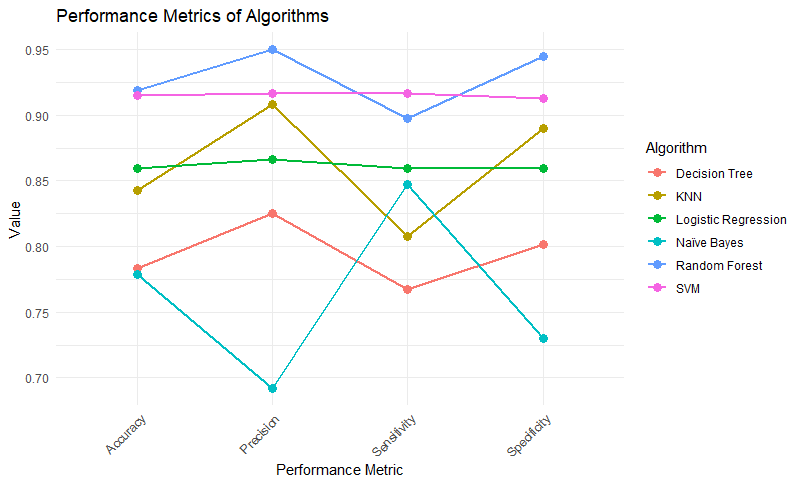 Performance Metrics of Algorithms
0.95
0.90
0.85
0.80
0.75
0.70
Value
Accuracy
Precision
Sensitivity
Specificity
Performance Metric
Algorithm
Decision Tree
KNN
Logistic Regression
Naïve Bayes
Random Forest
SVM